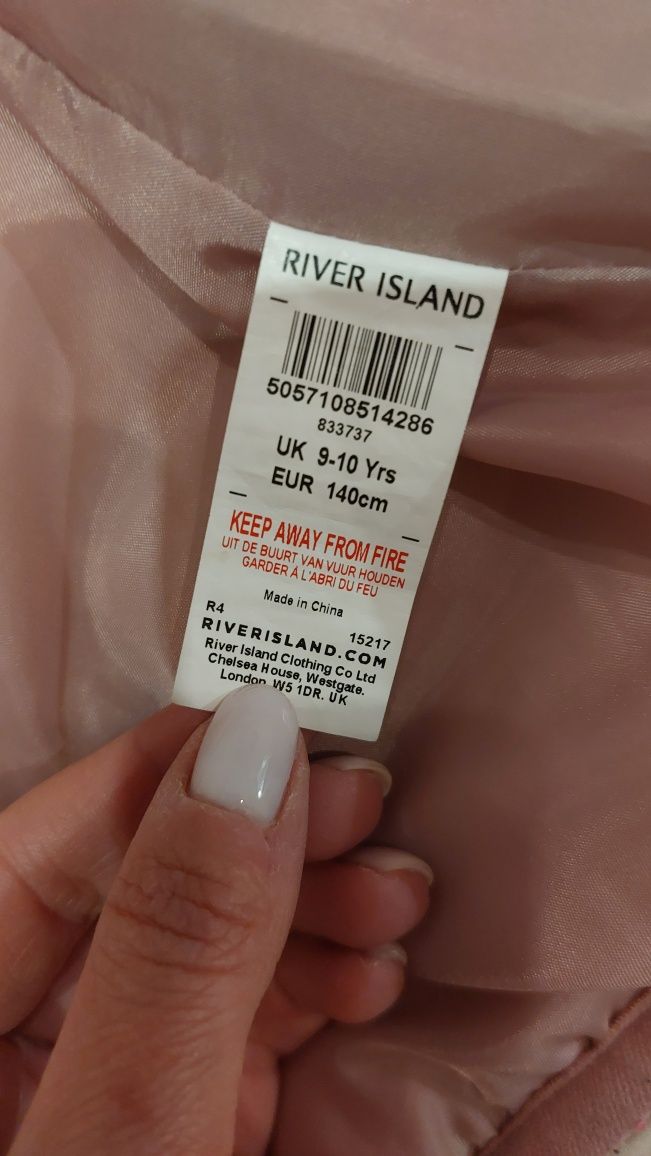 RIVER ISLAND
5057108514286
833737
UK 9-10 Yrs
EUR 140cm
KEEP AWAY FROM FIRE
UIT DE BUURT VAN VUUR HOUDEN
GARDER À L'ABRI DU FEU
Made in China
R4 15217
RIVERISLAND.COM
River Island Clothing Co Ltd
Chelsea House, Westgate.
London W5 1DR. UK